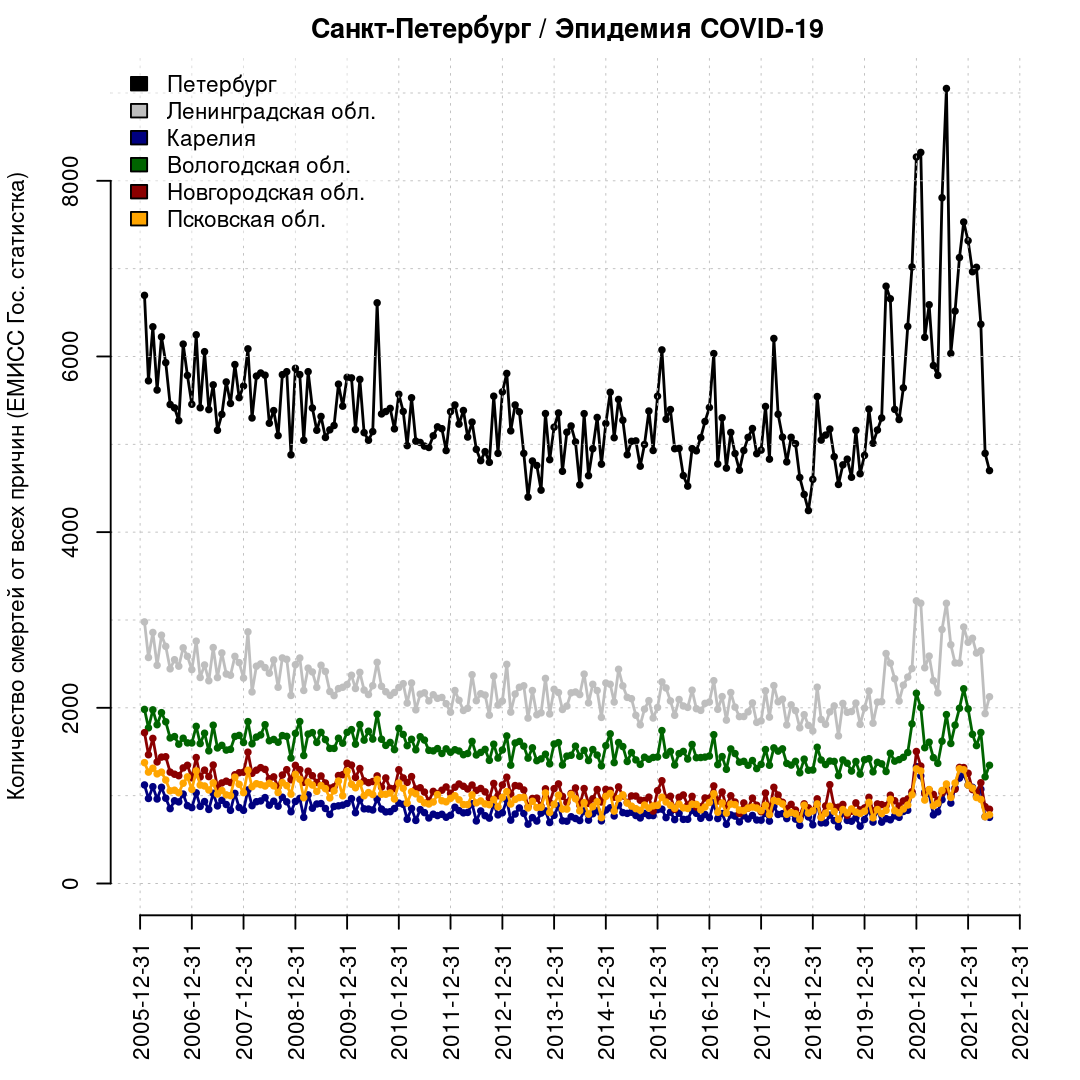 Санкт-Петербург / Эпидемия COVID-19
Петербург
Ленинградская обл.
Карелия
Вологодская обл.
Новгородская обл.
Псковская обл.
Количество смертей от всех причин (ЕМИСС Гос. статистка)
8000
6000
4000
2000
0
2005-12-31
2006-12-31
2007-12-31
2008-12-31
2009-12-31
2010-12-31
2011-12-31
2012-12-31
2013-12-31
2014-12-31
2015-12-31
2016-12-31
2017-12-31
2018-12-31
2019-12-31
2020-12-31
2021-12-31
2022-12-31